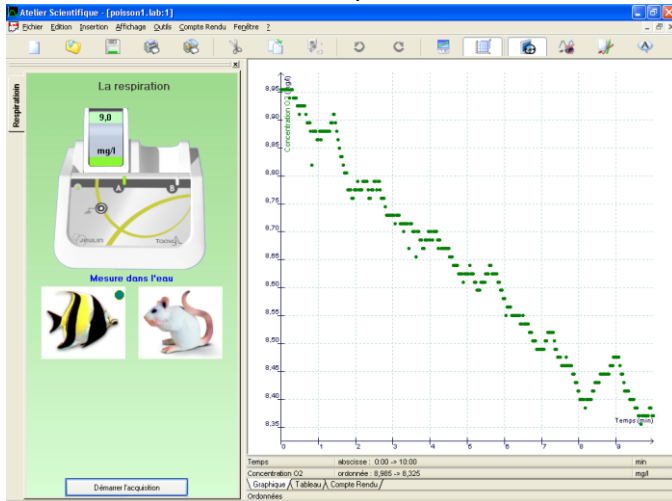 Atelier Scientifique - [poisson1.lab:1]
Fichier Edition Insertion Affichage Outils Compte Rendu Fenêtre ?
Respiration
La respiration
9,0
mg/l
A
B
JEULIN
Mesure dans l'eau
Démarrer l'acquisition
Concentration O2 (mg/l)
8,95
8,90
8,85
8,80
8,75
8,70
8,65
8,60
8,55
8,50
8,45
8,40
8,35
Temps (min)
0 1 2 3 4 5 6 7 8 9
Temps abscisse : 0:00 -> 10:00 min
Concentration O2 ordonnée : 8,985 -> 8,325 mg/l
Graphique Tableau Compte Rendu
Ordonnées